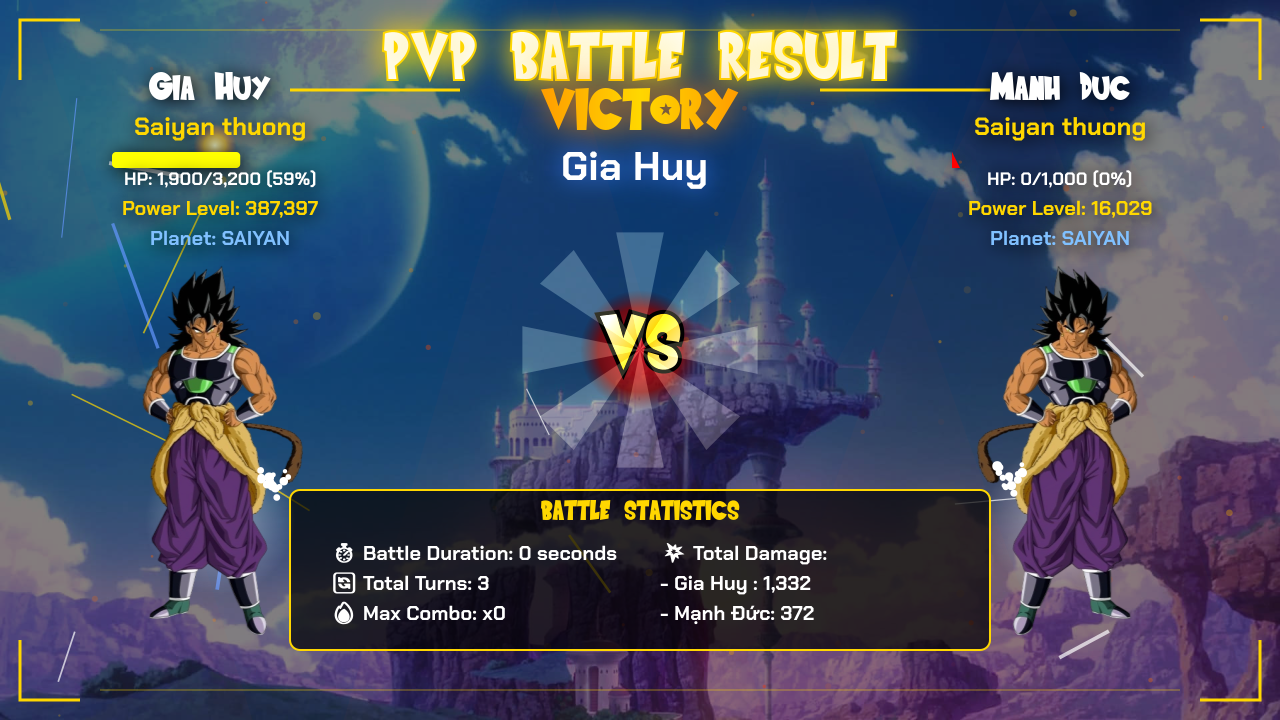 PVP BATTLE RESULT
VICTORY
Gia Huy
GIA HUY
Saiyan thuong
HP: 1,900/3,200 (59%)
Power Level: 387,397
Planet: SAIYAN
MANH DUC
Saiyan thuong
HP: 0/1,000 (0%)
Power Level: 16,029
Planet: SAIYAN
VS
BATTLE STATISTICS
Battle Duration: 0 seconds
Total Turns: 3
Max Combo: x0
Total Damage:
- Gia Huy : 1,332
- Mạnh Đức: 372